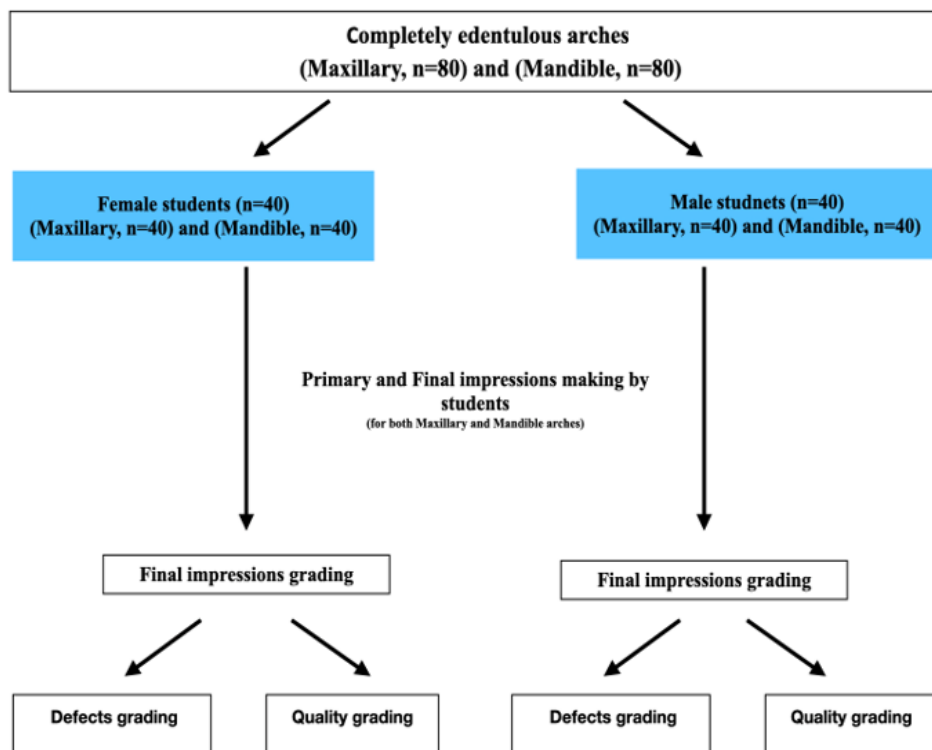 Completely edentulous arches
(Maxillary, n=80) and (Mandible, n=80)
Female students (n=40)
(Maxillary, n=40) and (Mandible, n=40)
Male studnets (n=40)
(Maxillary, n=40) and (Mandible, n=40)
Primary and Final impressions making by
students
(for both Maxillary and Mandible arches)
Final impressions grading
Final impressions grading
Defects grading
Quality grading
Defects grading
Quality grading